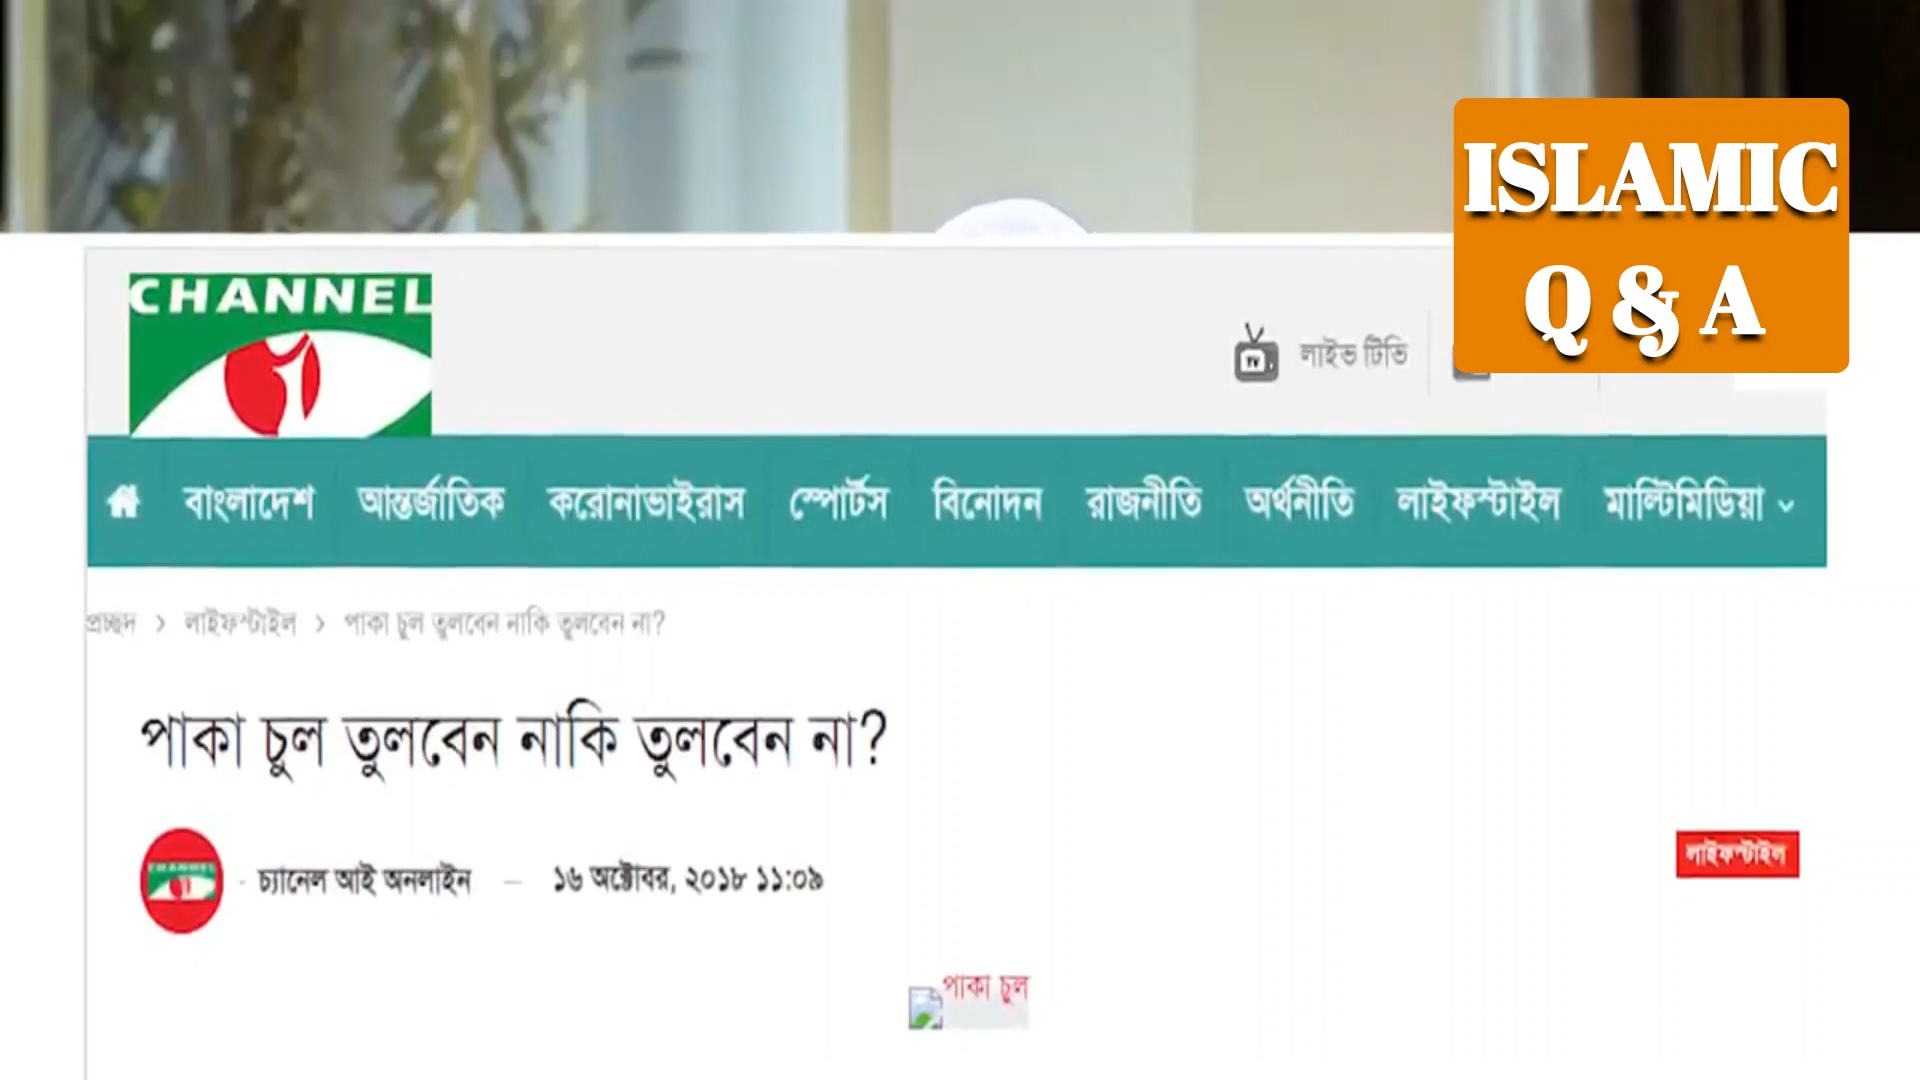 ISLAMIC
Q & A
CHANNEL
লাইভ টিভি
বাংলাদেশ আন্তর্জাতিক করোনাভাইরাস স্পোর্টস বিনোদন রাজনীতি অর্থনীতি লাইফস্টাইল মাল্টিমিডিয়া
প্রচ্ছদ > লাইফস্টাইল > পাকা চুল তুলবেন নাকি তুলবেন না?
পাকা চুল তুলবেন নাকি তুলবেন না?
- চ্যানেল আই অনলাইন — ১৬ অক্টোবর, ২০১৮ ১১:০৯
লাইফস্টাইল
পাকা চুল